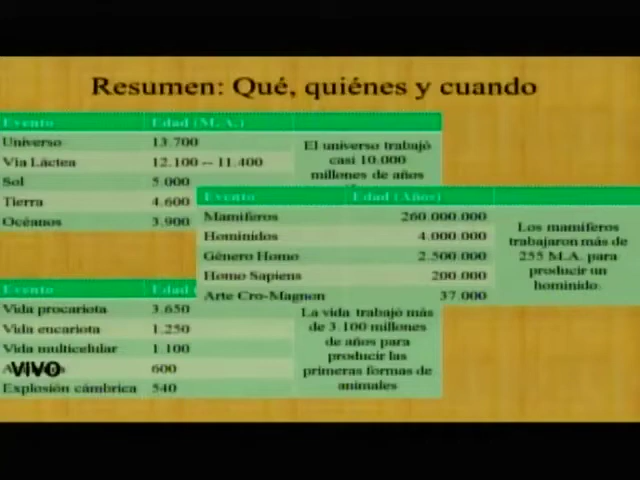 Resumen: Qué, quiénes y cuando
Evento Edad (M.A.)
Universo 13.700
Vía Láctea 12.100 – 11.400
Sol 5.000
Tierra 4.600
Océanos 3.900
El universo trabajó
casi 10.000
millones de años
Evento Edad (Años)
Mamíferos 260.000.000
Homínidos 4.000.000
Género Homo 2.500.000
Homo Sapiens 200.000
Arte Cro-Magnon 37.000
Los mamíferos
trabajaron más de
255 M.A. para
producir un
homínido.
Evento Edad
Vida procariota 3.650
Vida eucariota 1.250
Vida multicelular 1.100
600
Explosión cámbrica 540
La vida trabajó más
de 3.100 millones
de años para
producir las
primeras formas de
animales
VIVO